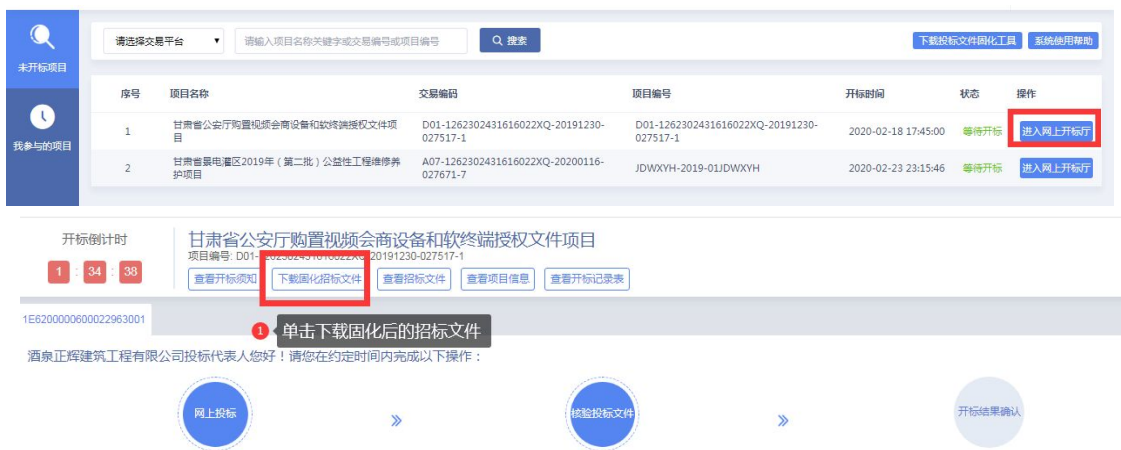 请选择交易平台
请输入项目名称关键字或交易编号或项目编号
搜索
下载投标文件固化工具
系统使用帮助
未开标项目
我参与的项目
序号 项目名称 交易编码 项目编号 开标时间 状态 操作
1 甘肃省公安厅购置视频会商设备和软终端授权文件项 D01-1262302431616022XQ-20191230- D01-1262302431616022XQ-20191230- 2020-02-18 17:45:00 等待开标 进入网上开标厅
目 027517-1 027517-1
2 甘肃省景电灌区2019年（第二批）公益性工程维修养 A07-1262302431616022XQ-20200116- JDWXYH-2019-01JDWXYH 2020-02-23 23:15:46 等待开标 进入网上开标厅
护项目 027671-7
开标倒计时
1 : 34 : 38
甘肃省公安厅购置视频会商设备和软终端授权文件项目
项目编号: D01-1262302431616022XQ-20191230-027517-1
查看开标须知 下载固化招标文件 查看招标文件 查看项目信息 查看开标记录表
1E6200000600022963001
1 单击下载固化后的招标文件
酒泉正辉建筑工程有限公司投标代表人您好！请您在约定时间内完成以下操作：
网上投标 » 核验投标文件 » 开标结果确认